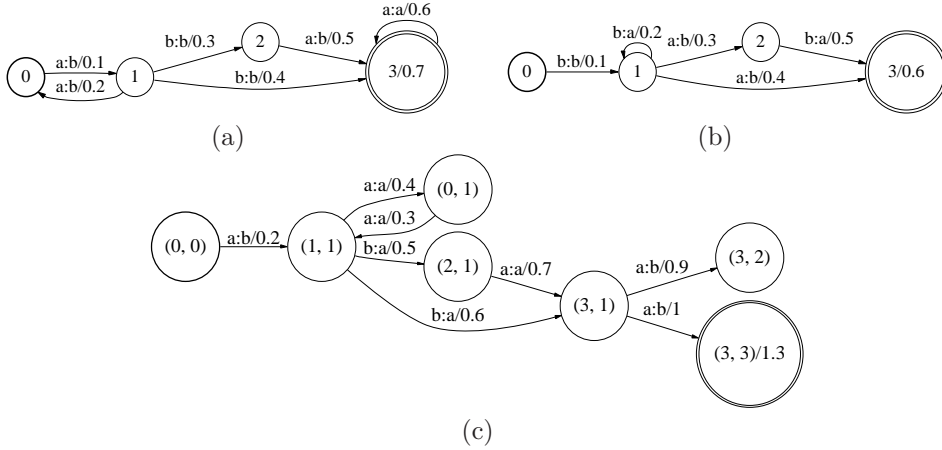 a:a/0.6
b:b/0.3
2
a:b/0.5
0
a:b/0.1
1
b:b/0.4
3/0.7
a:b/0.2
(a)
b:a/0.2
a:b/0.3
2
b:a/0.5
0
b:b/0.1
1
a:b/0.4
3/0.6
(b)
a:a/0.4
(0, 1)
a:a/0.3
(0, 0)
a:b/0.2
(1, 1)
b:a/0.5
(2, 1)
a:a/0.7
b:a/0.6
(3, 1)
a:b/0.9
(3, 2)
a:b/1
(3, 3)/1.3
(c)